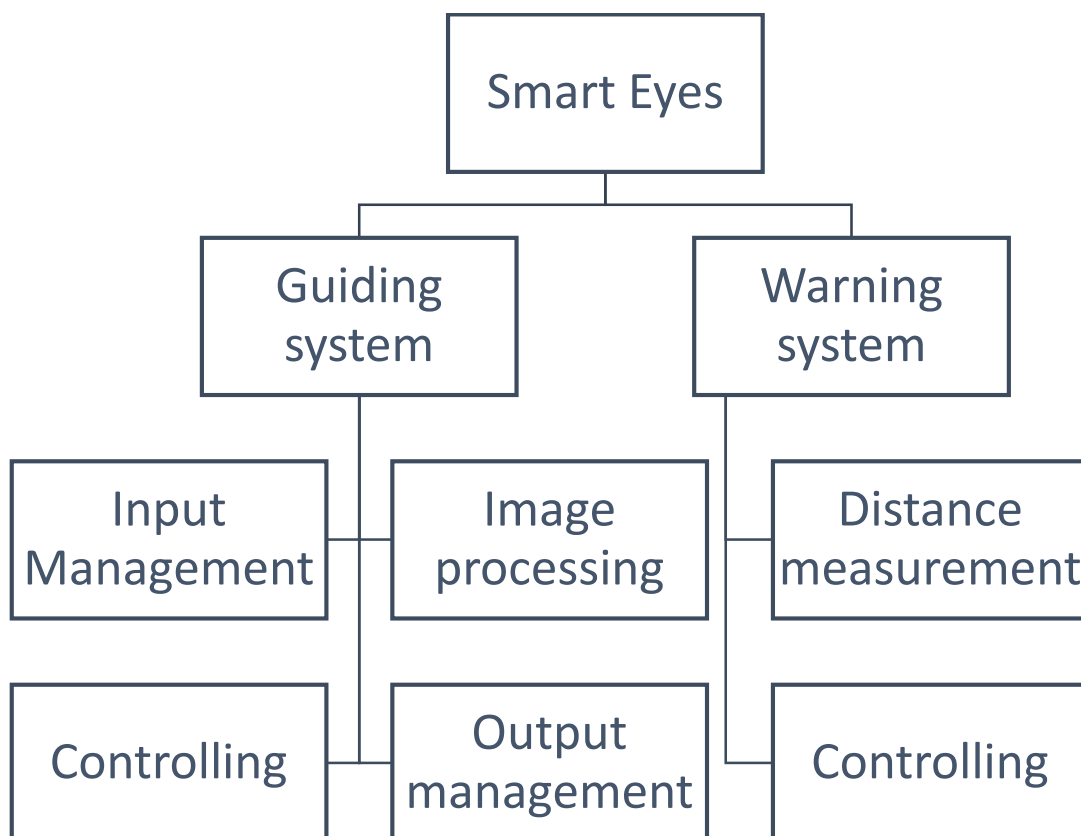 Smart Eyes
Guiding
system
Warning
system
Input
Management
Image
processing
Distance
measurement
Controlling
Output
management
Controlling